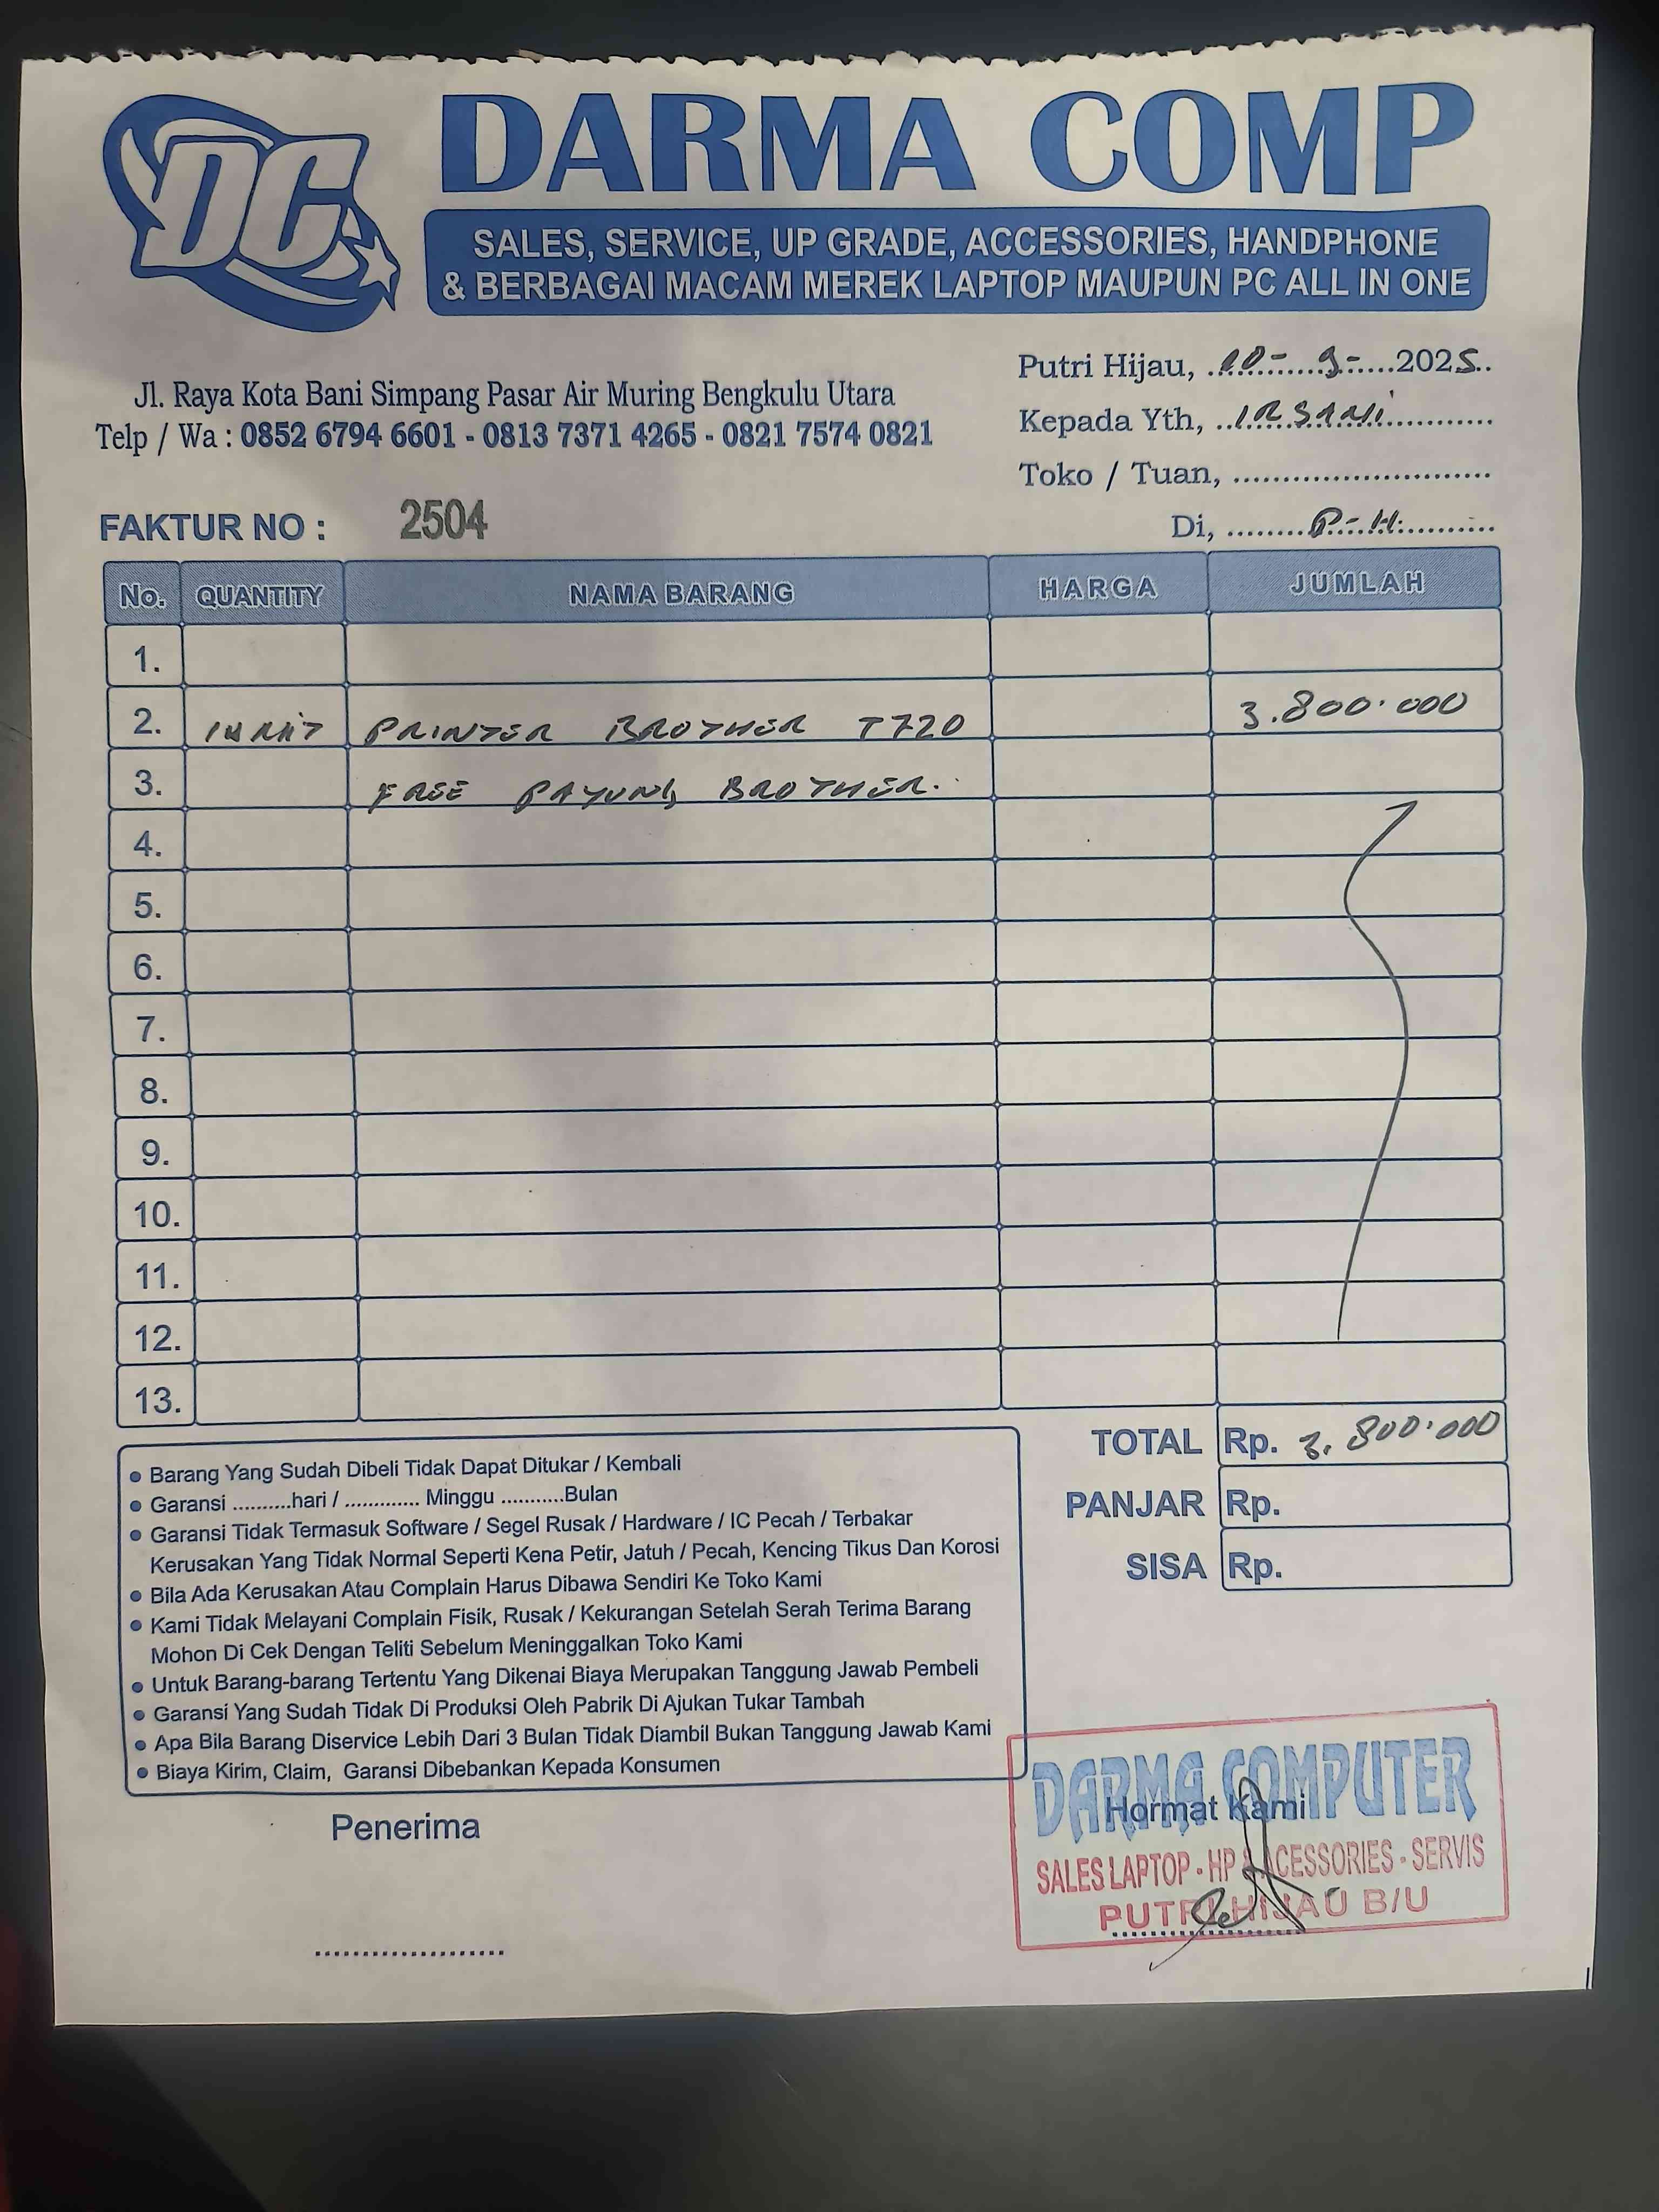 DC
DARMA COMP
SALES, SERVICE, UP GRADE, ACCESSORIES, HANDPHONE
& BERBAGAI MACAM MEREK LAPTOP MAUPUN PC ALL IN ONE
Jl. Raya Kota Bani Simpang Pasar Air Muring Bengkulu Utara
Telp / Wa : 0852 6794 6601 - 0813 7371 4265 - 0821 7574 0821
Putri Hijau, 10-9-2025
Kepada Yth, IRSANI
Toko / Tuan,
Di, P.H.
FAKTUR NO : 2504
No. QUANTITY NAMA BARANG HARGA JUMLAH
1.
2. 1 UNIT PRINTER BROTHER T720 3.800.000
3. FREE PAYUNG BROTHER.
4.
5.
6.
7.
8.
9.
10.
11.
12.
13.
TOTAL Rp. 3.800.000
PANJAR Rp.
SISA Rp.
• Barang Yang Sudah Dibeli Tidak Dapat Ditukar / Kembali
• Garansi ..........hari / ............. Minggu ...........Bulan
• Garansi Tidak Termasuk Software / Segel Rusak / Hardware / IC Pecah / Terbakar
Kerusakan Yang Tidak Normal Seperti Kena Petir, Jatuh / Pecah, Kencing Tikus Dan Korosi
• Bila Ada Kerusakan Atau Complain Harus Dibawa Sendiri Ke Toko Kami
• Kami Tidak Melayani Complain Fisik, Rusak / Kekurangan Setelah Serah Terima Barang
Mohon Di Cek Dengan Teliti Sebelum Meninggalkan Toko Kami
• Untuk Barang-barang Tertentu Yang Dikenai Biaya Merupakan Tanggung Jawab Pembeli
• Garansi Yang Sudah Tidak Di Produksi Oleh Pabrik Di Ajukan Tukar Tambah
• Apa Bila Barang Diservice Lebih Dari 3 Bulan Tidak Diambil Bukan Tanggung Jawab Kami
• Biaya Kirim, Claim, Garansi Dibebankan Kepada Konsumen
Penerima
Hormat Kami
DARMA COMPUTER
SALES LAPTOP - HP & ACESSORIES - SERVIS
PUTRI HIJAU B/U